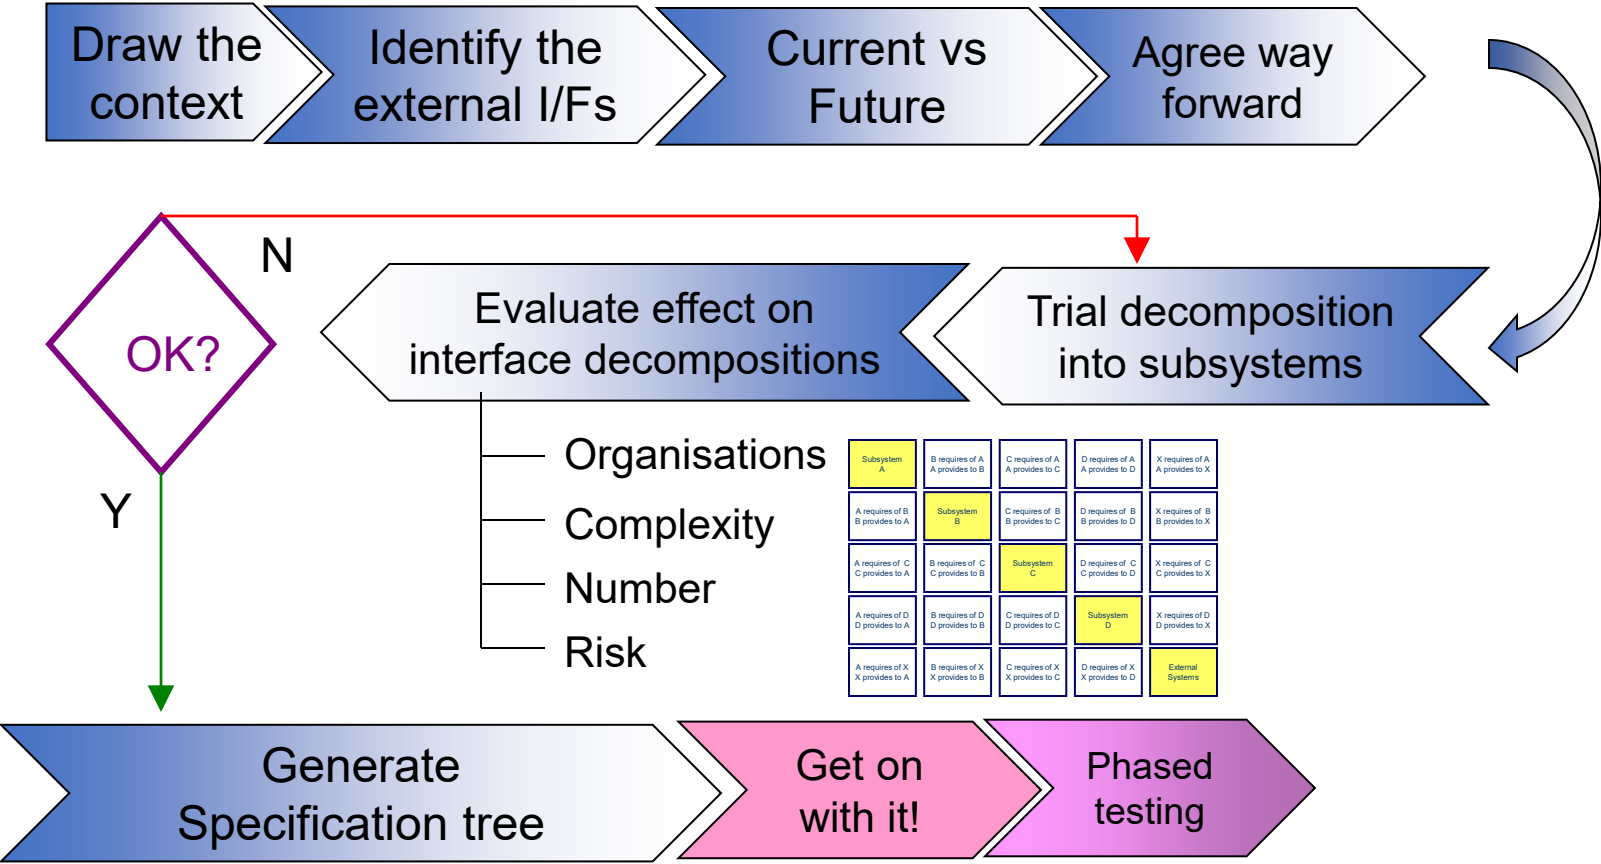 Draw the
context
Identify the
external I/Fs
Current vs
Future
Agree way
forward
N
OK?
Y
Evaluate effect on
interface decompositions
Trial decomposition
into subsystems
Organisations
Complexity
Number
Risk
Subsystem
A
B requires of A
A provides to B
C requires of A
A provides to C
D requires of A
A provides to D
X requires of A
A provides to X
A requires of B
B provides to A
Subsystem
B
C requires of B
B provides to C
D requires of B
B provides to D
X requires of B
B provides to X
A requires of C
C provides to A
B requires of C
C provides to B
Subsystem
C
D requires of C
C provides to D
X requires of C
C provides to X
A requires of D
D provides to A
B requires of D
D provides to B
C requires of D
D provides to C
Subsystem
D
X requires of D
D provides to X
A requires of X
X provides to A
B requires of X
X provides to B
C requires of X
X provides to C
D requires of X
X provides to D
External
Systems
Generate
Specification tree
Get on
with it!
Phased
testing